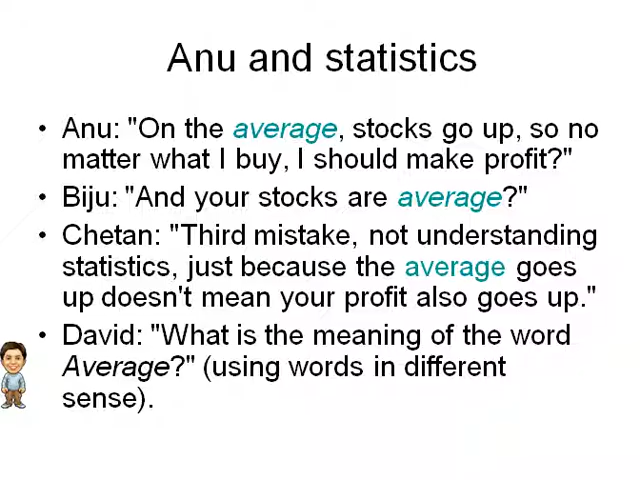 Anu and statistics
• Anu: "On the average, stocks go up, so no
matter what I buy, I should make profit?"
• Biju: "And your stocks are average?"
• Chetan: "Third mistake, not understanding
statistics, just because the average goes
up doesn't mean your profit also goes up."
• David: "What is the meaning of the word
Average?" (using words in different
sense).